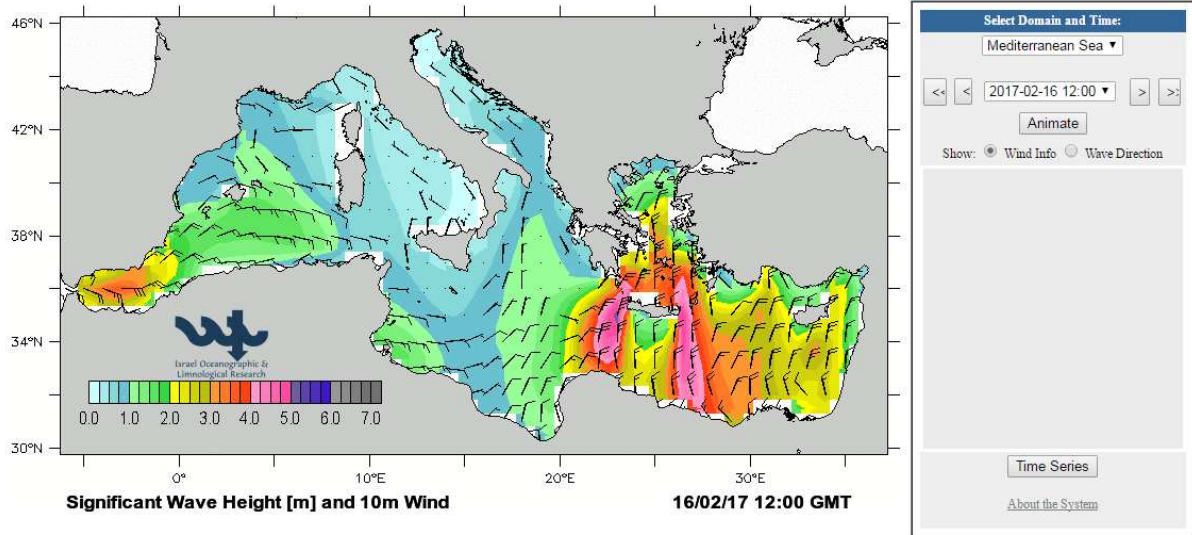 46°N
42°N
38°N
34°N
30°N
Israel Oceanographic &
Limnological Research
0.0 1.0 2.0 3.0 4.0 5.0 6.0 7.0
0° 10°E 20°E 30°E
Significant Wave Height [m] and 10m Wind 16/02/17 12:00 GMT
Select Domain and Time:
Mediterranean Sea
<< < 2017-02-16 12:00 > >:
Animate
Show: Wind Info Wave Direction
Time Series
About the System